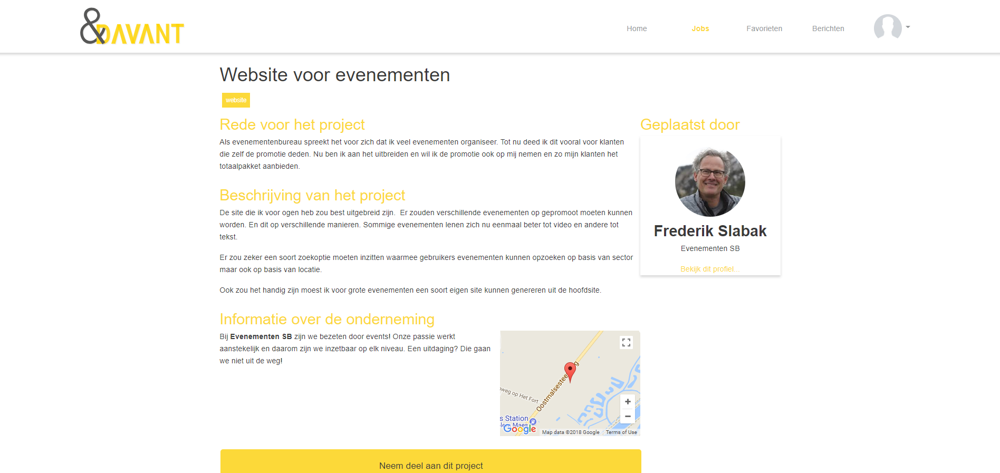 &DAVANT
Home
Jobs
Favorieten
Berichten
Website voor evenementen
website
Rede voor het project
Als evenementenbureau spreekt het voor zich dat ik veel evenementen organiseer. Tot nu deed ik dit vooral voor klanten
die zelf de promotie deden. Nu ben ik aan het uitbreiden en wil ik de promotie ook op mij nemen en zo mijn klanten het
totaalpakket aanbieden.
Beschrijving van het project
De site die ik voor ogen heb zou best uitgebreid zijn.  Er zouden verschillende evenementen op gepromoot moeten kunnen
worden. En dit op verschillende manieren. Sommige evenementen lenen zich nu eenmaal beter tot video en andere tot
tekst.
Er zou zeker een soort zoekoptie moeten inzitten waarmee gebruikers evenementen kunnen opzoeken op basis van sector
maar ook op basis van locatie.
Ook zou het handig zijn moest ik voor grote evenementen een soort eigen site kunnen genereren uit de hoofdsite.
Geplaatst door
Frederik Slabak
Evenementen SB
Bekijk dit profiel...
Informatie over de onderneming
Bij Evenementen SB zijn we bezeten door events! Onze passie werkt
aanstekelijk en daarom zijn we inzetbaar op elk niveau. Een uitdaging? Die gaan
we niet uit de weg!
weg op Het Fort
s Station
Maes
Google
Map data ©2018 Google
Terms of Use
Neem deel aan dit project